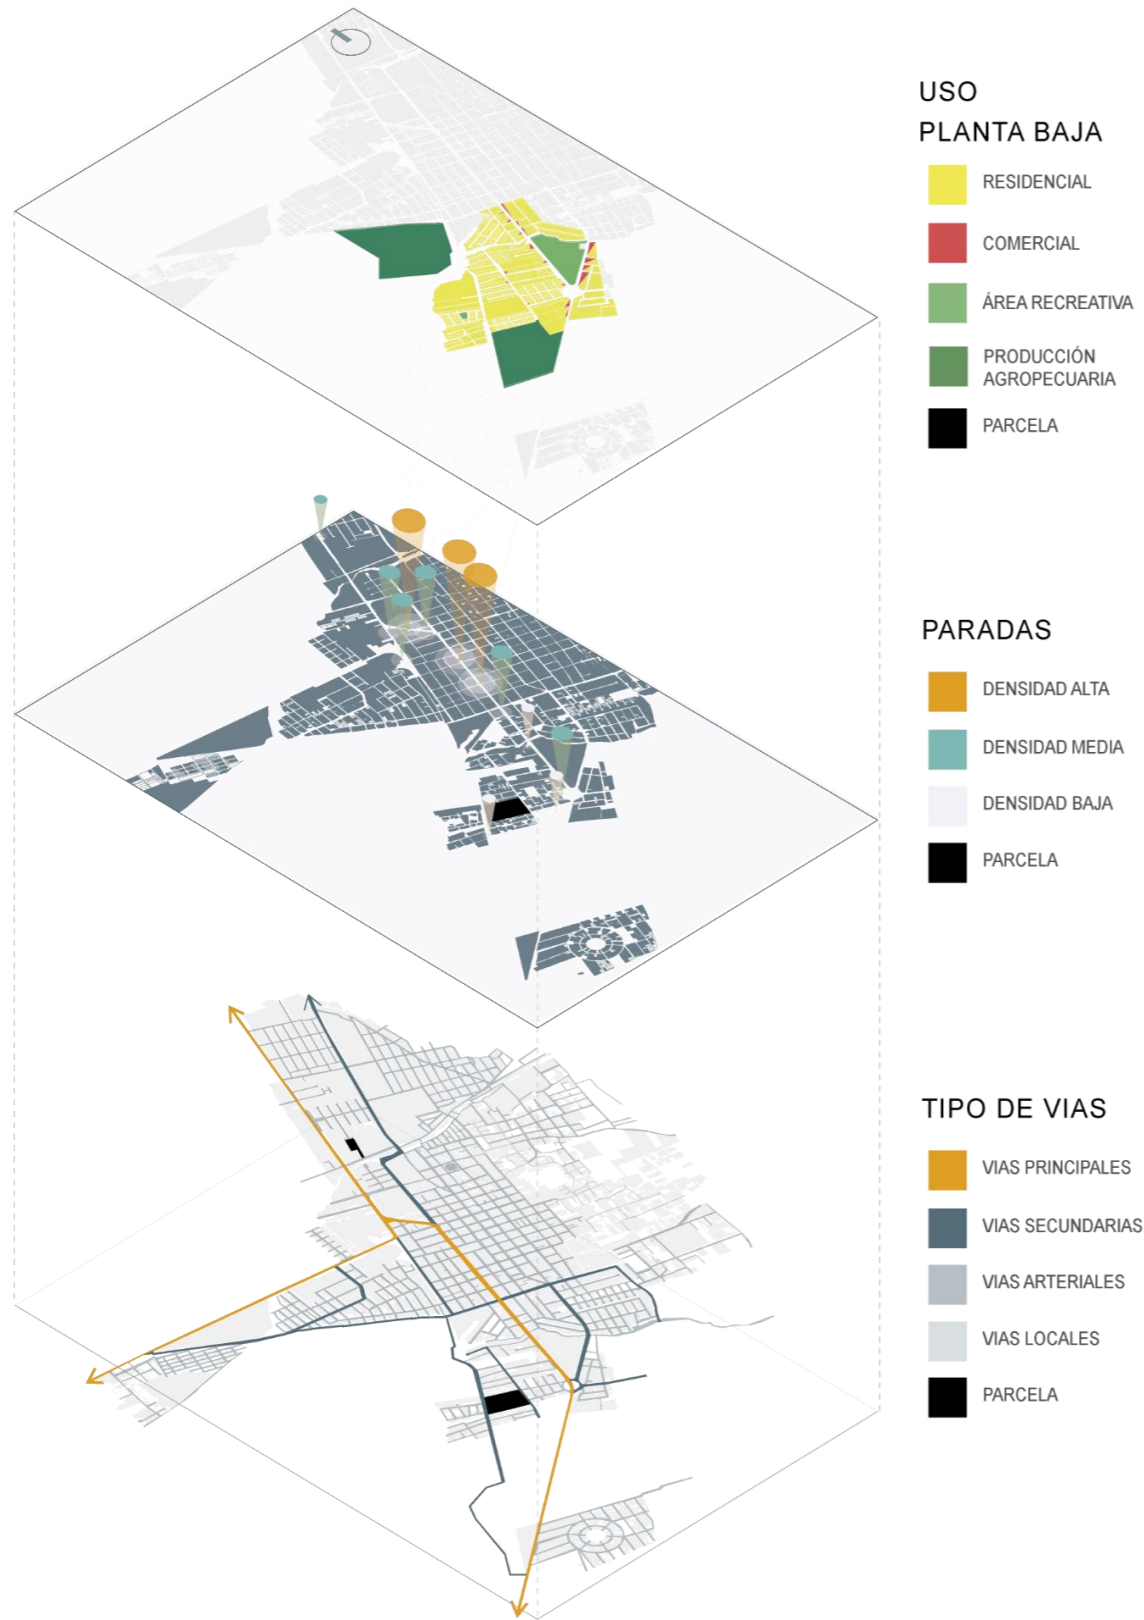 USO
PLANTA BAJA
RESIDENCIAL
COMERCIAL
ÁREA RECREATIVA
PRODUCCIÓN
AGROPECUARIA
PARCELA
PARADAS
DENSIDAD ALTA
DENSIDAD MEDIA
DENSIDAD BAJA
PARCELA
TIPO DE VIAS
VIAS PRINCIPALES
VIAS SECUNDARIAS
VIAS ARTERIALES
VIAS LOCALES
PARCELA